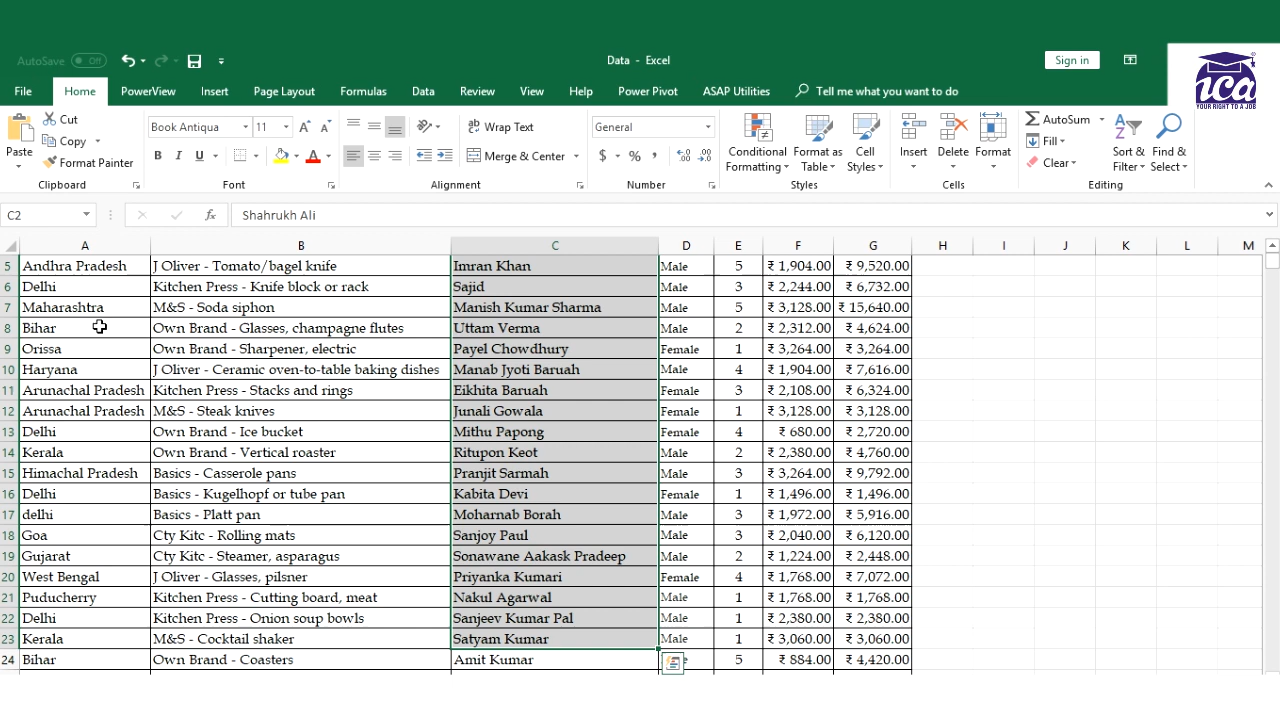 AutoSave Off Data - Excel Sign in
ica
YOUR RIGHT TO A JOB
File Home PowerView Insert Page Layout Formulas Data Review View Help Power Pivot ASAP Utilities Tell me what you want to do
Paste Cut Copy Format Painter Clipboard
Book Antiqua 11 A A B I U A Font
ab Wrap Text Merge & Center Alignment
General $ % , .00 .0 Number
Conditional Formatting Format as Table Cell Styles Styles
Insert Delete Format Cells
AutoSum Fill Clear Sort & Filter Find & Select Editing
C2 fx Shahrukh Ali
A B C D E F G H I J K L M
5 Andhra Pradesh J Oliver - Tomato/bagel knife Imran Khan Male 5 ₹ 1,904.00 ₹ 9,520.00
6 Delhi Kitchen Press - Knife block or rack Sajid Male 3 ₹ 2,244.00 ₹ 6,732.00
7 Maharashtra M&S - Soda siphon Manish Kumar Sharma Male 5 ₹ 3,128.00 ₹ 15,640.00
8 Bihar Own Brand - Glasses, champagne flutes Uttam Verma Male 2 ₹ 2,312.00 ₹ 4,624.00
9 Orissa Own Brand - Sharpener, electric Payel Chowdhury Female 1 ₹ 3,264.00 ₹ 3,264.00
10 Haryana J Oliver - Ceramic oven-to-table baking dishes Manab Jyoti Baruah Male 4 ₹ 1,904.00 ₹ 7,616.00
11 Arunachal Pradesh Kitchen Press - Stacks and rings Eikhita Baruah Female 3 ₹ 2,108.00 ₹ 6,324.00
12 Arunachal Pradesh M&S - Steak knives Junali Gowala Female 1 ₹ 3,128.00 ₹ 3,128.00
13 Delhi Own Brand - Ice bucket Mithu Papong Female 4 ₹ 680.00 ₹ 2,720.00
14 Kerala Own Brand - Vertical roaster Ritupon Keot Male 2 ₹ 2,380.00 ₹ 4,760.00
15 Himachal Pradesh Basics - Casserole pans Pranjit Sarmah Male 3 ₹ 3,264.00 ₹ 9,792.00
16 Delhi Basics - Kugelhopf or tube pan Kabita Devi Female 1 ₹ 1,496.00 ₹ 1,496.00
17 delhi Basics - Platt pan Moharnab Borah Male 3 ₹ 1,972.00 ₹ 5,916.00
18 Goa Cty Kitc - Rolling mats Sanjoy Paul Male 3 ₹ 2,040.00 ₹ 6,120.00
19 Gujarat Cty Kitc - Steamer, asparagus Sonawane Aakask Pradeep Male 2 ₹ 1,224.00 ₹ 2,448.00
20 West Bengal J Oliver - Glasses, pilsner Priyanka Kumari Female 4 ₹ 1,768.00 ₹ 7,072.00
21 Puducherry Kitchen Press - Cutting board, meat Nakul Agarwal Male 1 ₹ 1,768.00 ₹ 1,768.00
22 Delhi Kitchen Press - Onion soup bowls Sanjeev Kumar Pal Male 1 ₹ 2,380.00 ₹ 2,380.00
23 Kerala M&S - Cocktail shaker Satyam Kumar Male 1 ₹ 3,060.00 ₹ 3,060.00
24 Bihar Own Brand - Coasters Amit Kumar 5 ₹ 884.00 ₹ 4,420.00